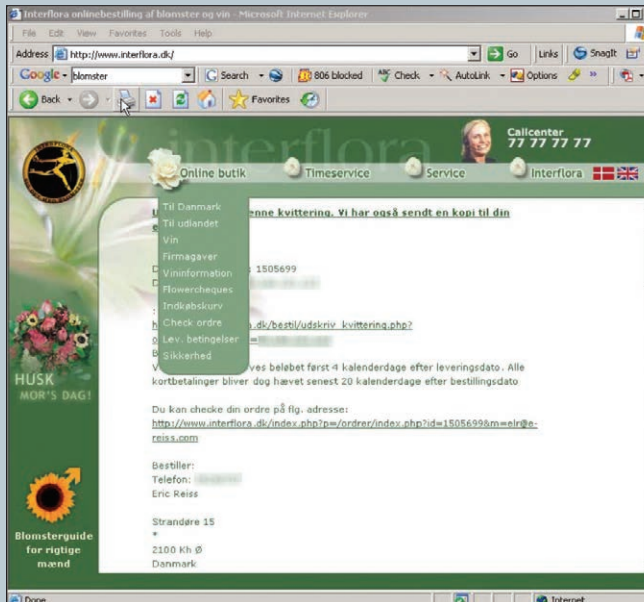 Interflora onlinebestilling af blomster og vin - Microsoft Internet Explorer
File Edit View Favorites Tools Help
Address http://www.interflora.dk/ Go Links SnagIt
Google - blomster Search 806 blocked Check AutoLink Options
Back Favorites
interflora
Callcenter
77 77 77 77
Online butik Timeservice Service Interflora
Til Danmark
Til udlandet
Vin
Firmagaver
Vininformation
Flowercheques
Indkøbskurv
Check ordre
Lev. betingelser
Sikkerhed
enne kvittering. Vi har også sendt en kopi til din
: 1505699
.dk/bestil/udskriv_kvittering.php?
ves beløbet først 4 kalenderdage efter leveringsdato. Alle
kortbetalinger bliver dog hævet senest 20 kalenderdage efter bestillingsdato
Du kan checke din ordre på flg. adresse:
http://www.interflora.dk/index.php?p=/ordrer/index.php?id=1505699&m=elr@e-
reiss.com
Bestiller:
Telefon:
Eric Reiss
Strandøre 15
*
2100 Kh Ø
Danmark
HUSK
MOR'S DAG!
Blomsterguide
for rigtige
mænd
Done Internet